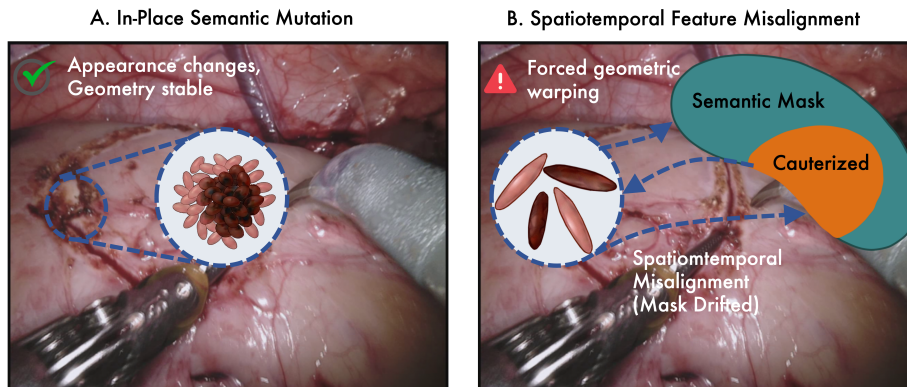 A. In-Place Semantic Mutation
Appearance changes,
Geometry stable
B. Spatiotemporal Feature Misalignment
Forced geometric
warping
Semantic Mask
Cauterized
Spatiomtemporal
Misalignment
(Mask Drifted)